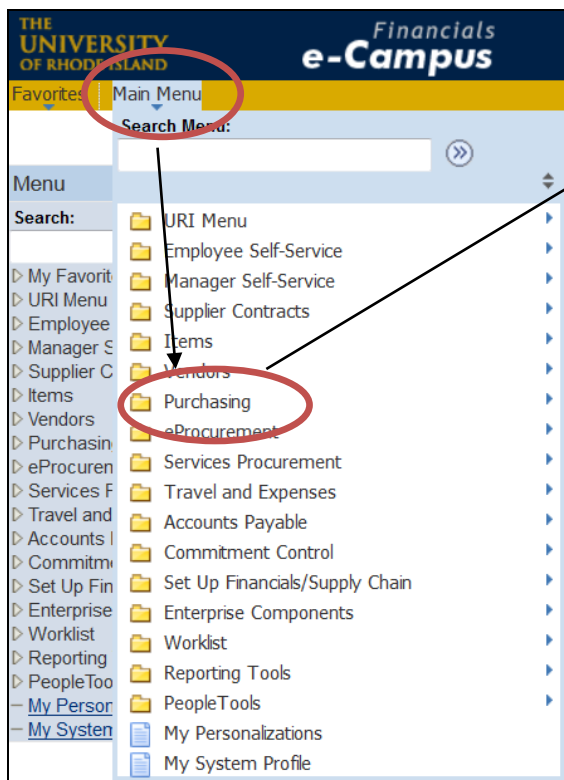 THE
UNIVERSITY
OF RHODE ISLAND
Financials
e-Campus
Favorites Main Menu
Search Menu:
Menu
Search:
My Favorit
URI Menu
Employee
Manager S
Supplier C
Items
Vendors
Purchasin
eProcuren
Services F
Travel and
Accounts
Commitm
Set Up Fin
Enterprise
Worklist
Reporting
PeopleToo
My Person
My System
URI Menu
Employee Self-Service
Manager Self-Service
Supplier Contracts
Items
Vendors
Purchasing
eProcurement
Services Procurement
Travel and Expenses
Accounts Payable
Commitment Control
Set Up Financials/Supply Chain
Enterprise Components
Worklist
Reporting Tools
PeopleTools
My Personalizations
My System Profile